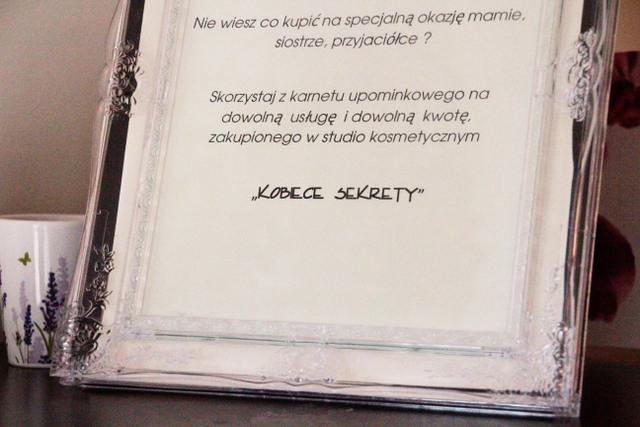 Nie wiesz co kupić na specjalną okazję mamie,
siostrze, przyjaciółce ?
Skorzystaj z karnetu upominkowego na
dowolną usługę i dowolną kwotę,
zakupionego w studio kosmetycznym
„KOBIECE SEKRETY”